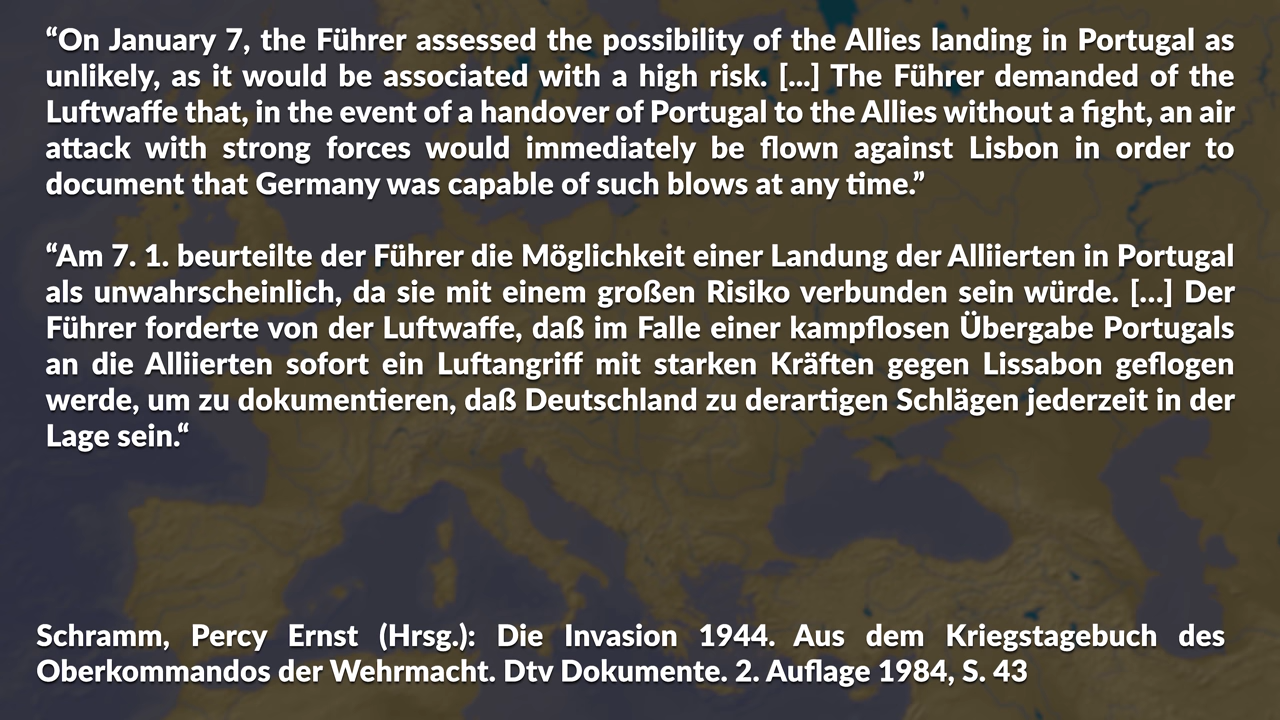 “On January 7, the Führer assessed the possibility of the Allies landing in Portugal as
unlikely, as it would be associated with a high risk. [...] The Führer demanded of the
Luftwaffe that, in the event of a handover of Portugal to the Allies without a fight, an air
attack with strong forces would immediately be flown against Lisbon in order to
document that Germany was capable of such blows at any time.”
“Am 7. 1. beurteilte der Führer die Möglichkeit einer Landung der Alliierten in Portugal
als unwahrscheinlich, da sie mit einem großen Risiko verbunden sein würde. [...] Der
Führer forderte von der Luftwaffe, daß im Falle einer kampflosen Übergabe Portugals
an die Alliierten sofort ein Luftangriff mit starken Kräften gegen Lissabon geflogen
werde, um zu dokumentieren, daß Deutschland zu derartigen Schlägen jederzeit in der
Lage sein.“
Schramm, Percy Ernst (Hrsg.): Die Invasion 1944. Aus dem Kriegstagebuch des
Oberkommandos der Wehrmacht. Dtv Dokumente. 2. Auflage 1984, S. 43